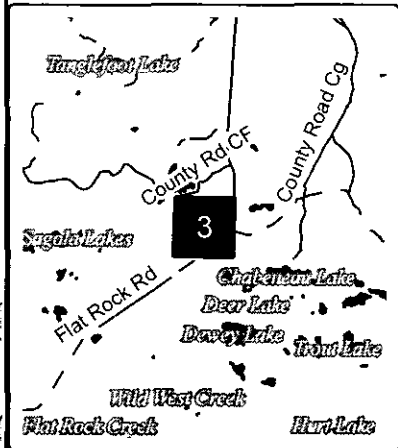 Tanglefoot Lake
County Road Cg
County Rd CF
3
Sagola Lakes
Chabeneau Lake
Flat Rock Rd
Deer Lake
Dewey Lake
Trout Lake
Wild West Creek
Flat Rock Creek
Hurt Lake